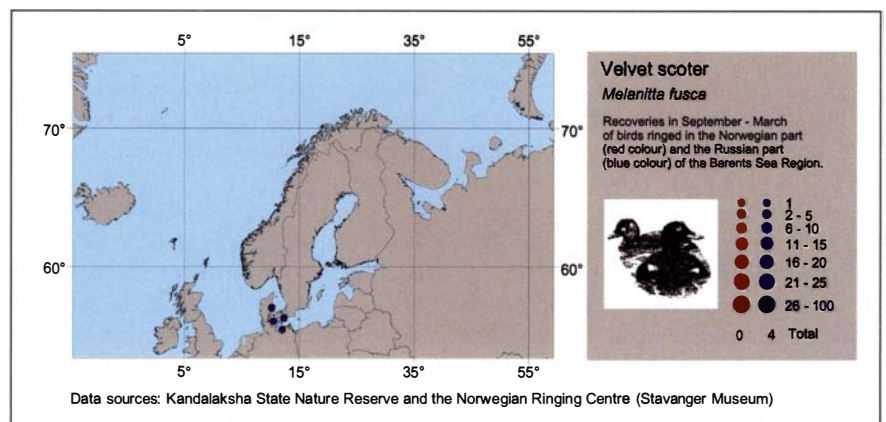 5° 15° 35° 55°
70° 70°
60° 60°
5° 15° 35° 55°
Velvet scoter
Melanitta fusca
Recoveries in September - March
of birds ringed in the Norwegian part
(red colour) and the Russian part
(blue colour) of the Barents Sea Region.
1
2 - 5
6 - 10
11 - 15
16 - 20
21 - 25
26 - 100
0 4 Total
Data sources: Kandalaksha State Nature Reserve and the Norwegian Ringing Centre (Stavanger Museum)